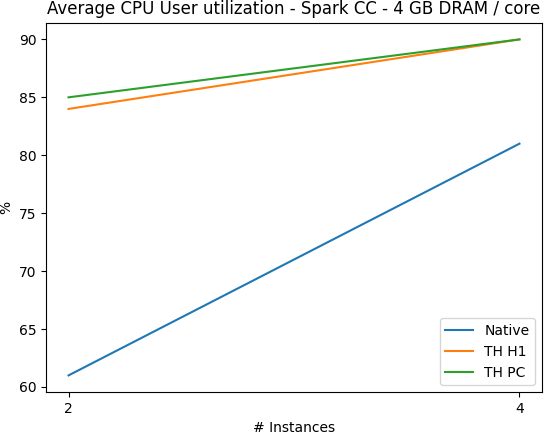 Average CPU User utilization - Spark CC - 4 GB DRAM / core
90
85
80
75
70
65
60
%
2
4
# Instances
Native
TH H1
TH PC